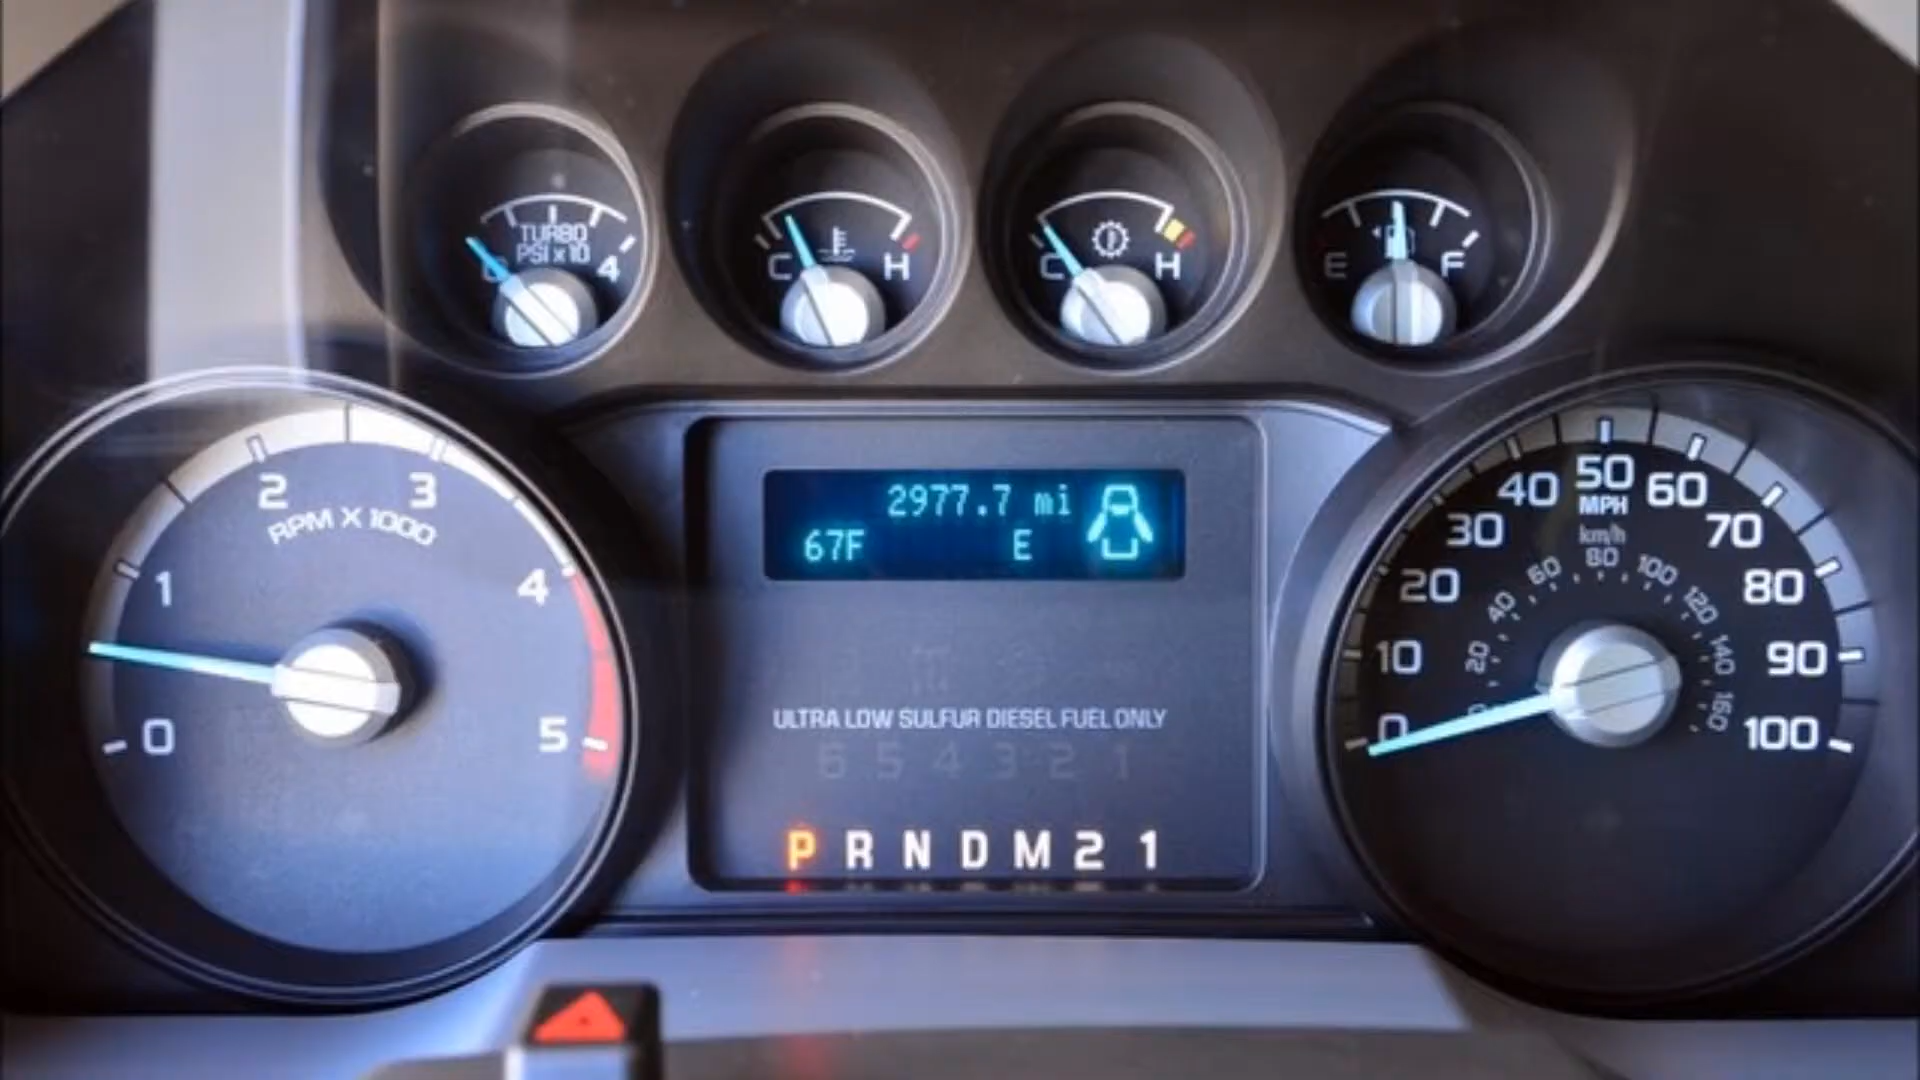 TURBO
PSI x 10
0 4
C H
C H
E F
2977.7 mi
67F E
0 1 2 3 4 5
RPM X 1000
ULTRA LOW SULFUR DIESEL FUEL ONLY
6 5 4 3 2 1
P R N D M 2 1
0 10 20 30 40 50 60 70 80 90 100
MPH
km/h
0 20 40 60 80 100 120 140 160